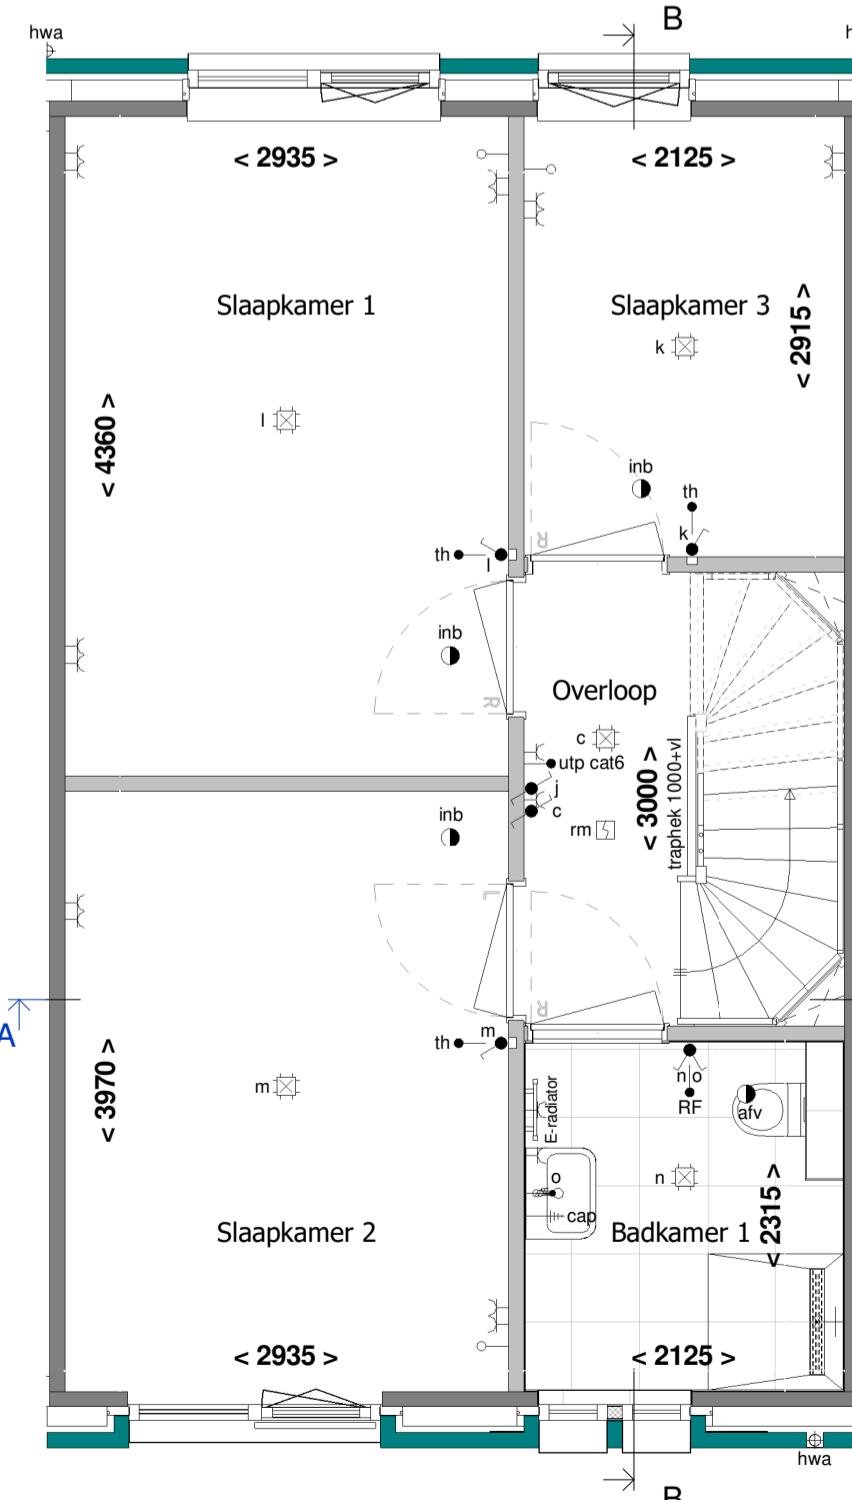 B
hwa
h
< 2935 >
< 2125 >
Slaapkamer 1
Slaapkamer 3
< 2915 >
k
l
< 4360 >
inb
th
R
k
th
l
inb
R
Overloop
c
utp cat6
j
c
< 3000 >
traphek 1000+vl
rm
inb
L
R
A
th
m
n o
RF
afv
E-radiator
< 3970 >
m
o
n
cap
< 2315 >
Slaapkamer 2
Badkamer 1
< 2935 >
< 2125 >
hwa
B